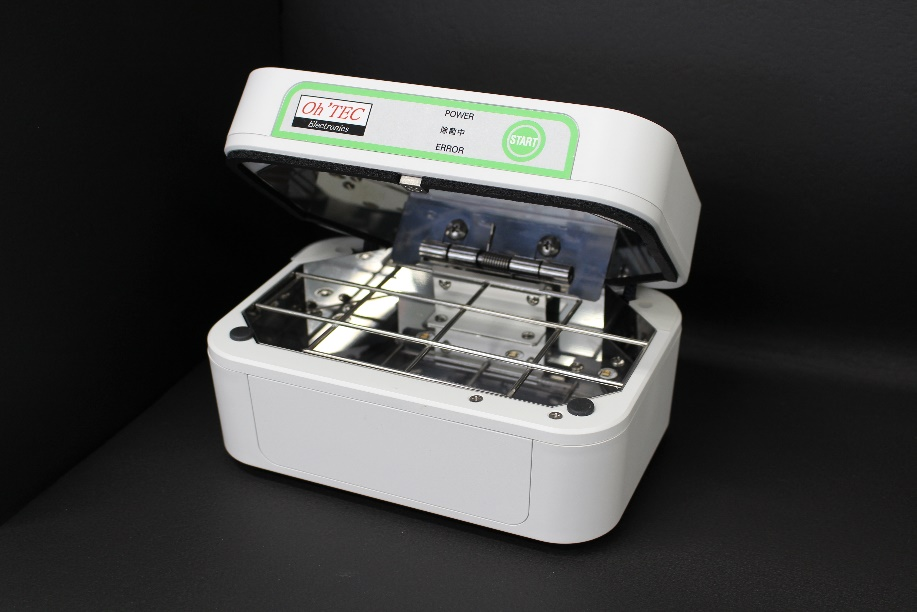 Oh'TEC
Electronics
POWER
除菌中
ERROR
START